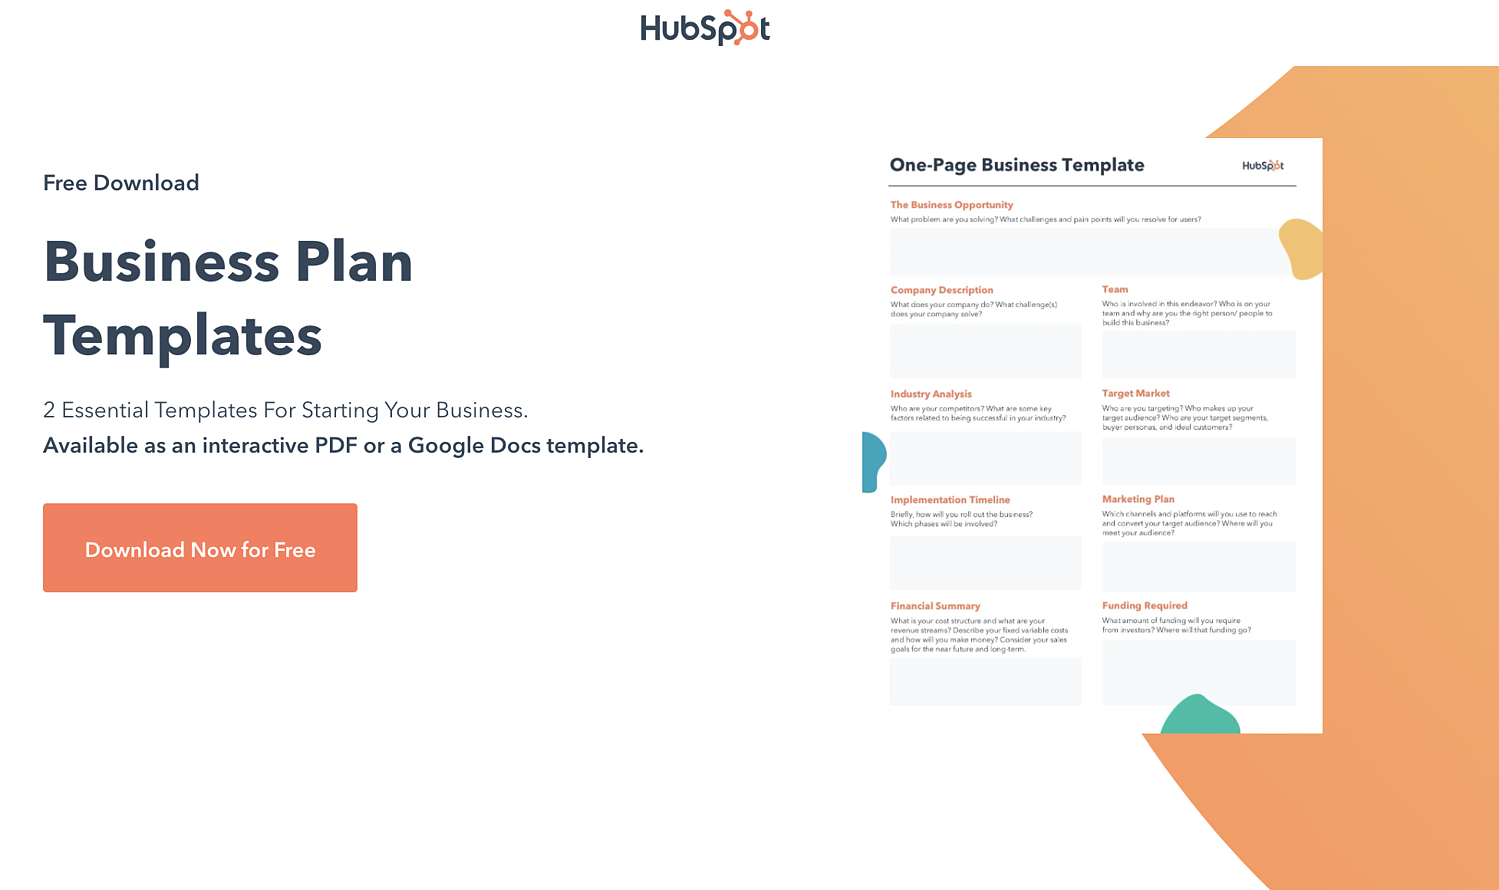 HubSpot
Free Download
Business Plan
Templates
2 Essential Templates For Starting Your Business.
Available as an interactive PDF or a Google Docs template.
Download Now for Free
One-Page Business Template
HubSpot
The Business Opportunity
What problem are you solving? What challenges and pain points will you resolve for users?
Company Description
What does your company do? What challenge(s)
does your company solve?
Team
Who is involved in this endeavor? Who is on your
team and why are you the right person/ people to
build this business?
Industry Analysis
Who are your competitors? What are some key
factors related to being successful in your industry?
Target Market
Who are you targeting? Who makes up your
target audience? Who are your target segments,
buyer personas, and ideal customers?
Implementation Timeline
Briefly, how will you roll out the business?
Which phases will be involved?
Marketing Plan
Which channels and platforms will you use to reach
and convert your target audience? Where will you
meet your audience?
Financial Summary
What is your cost structure and what are your
revenue streams? Describe your fixed variable costs
and how will you make money? Consider your sales
goals for the near future and long-term.
Funding Required
What amount of funding will you require
from investors? Where will that funding go?